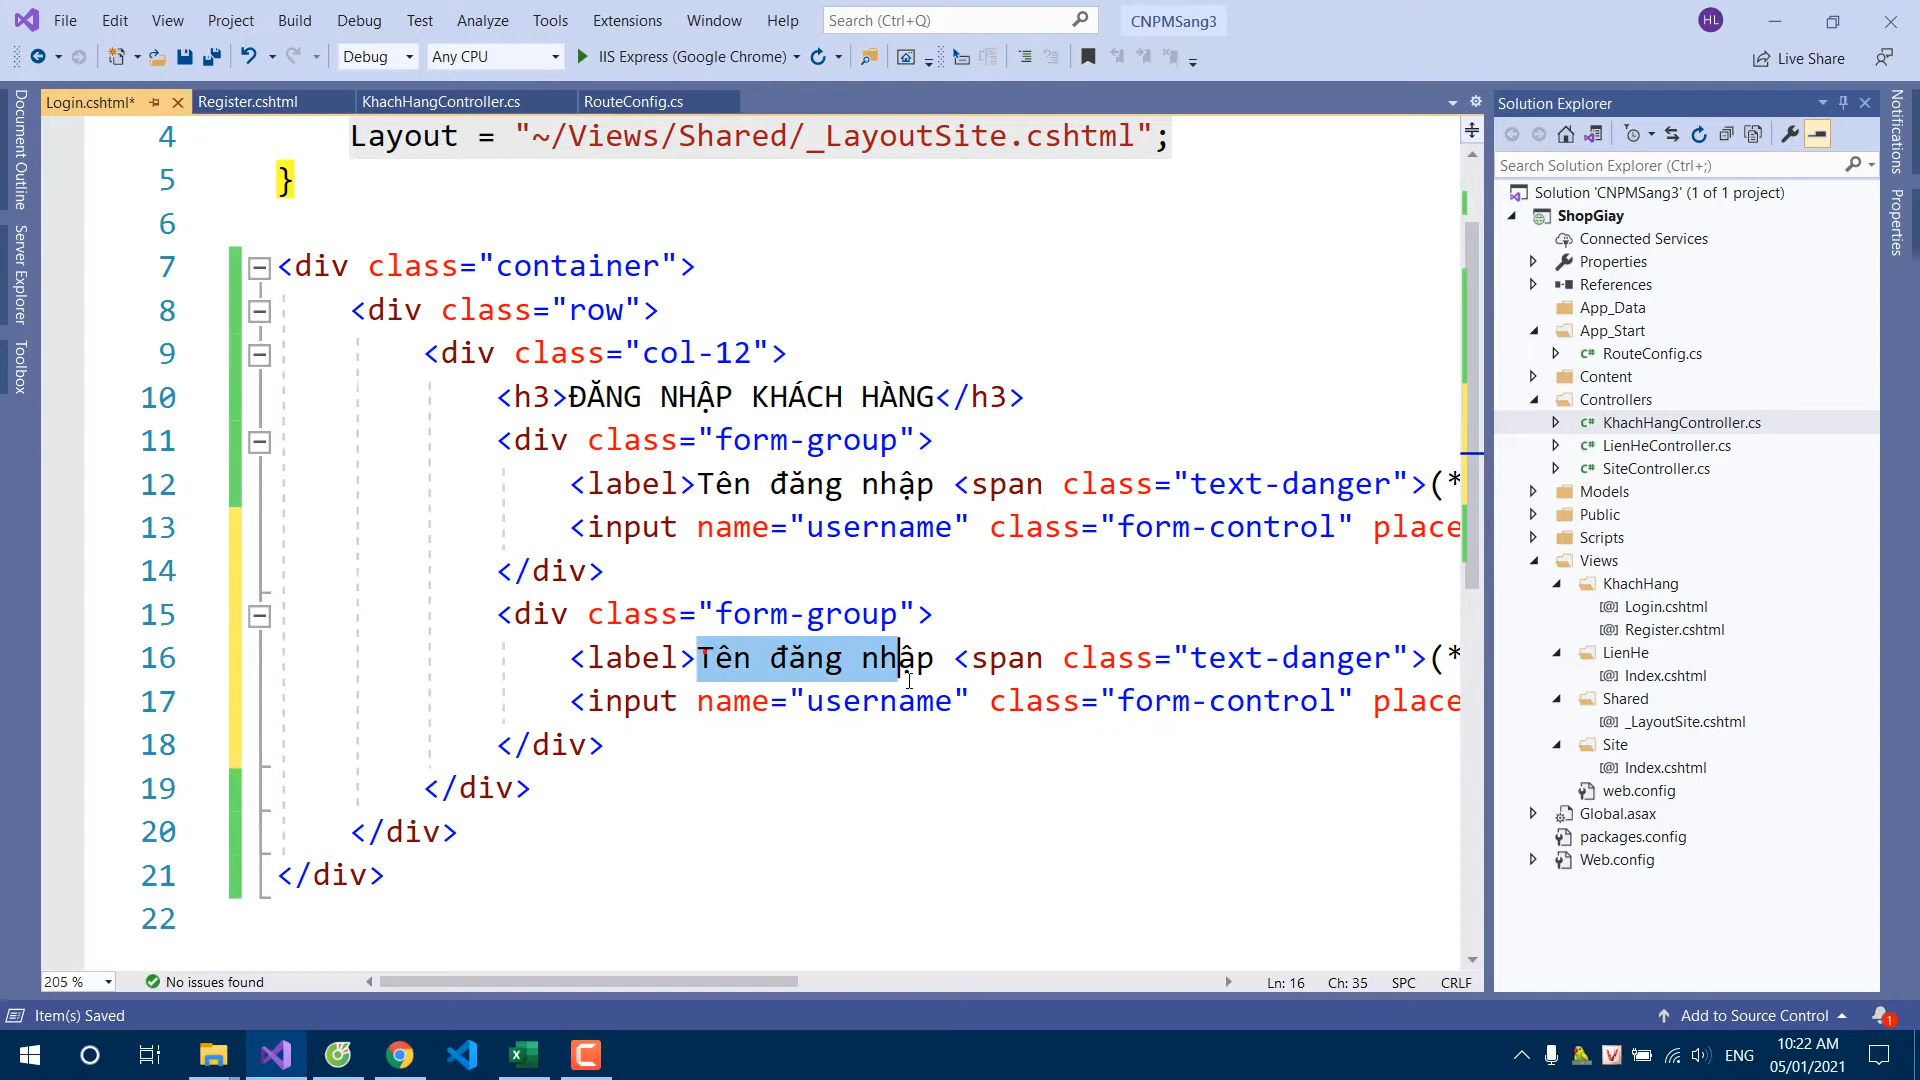 File Edit View Project Build Debug Test Analyze Tools Extensions Window Help Search (Ctrl+Q) CNPMSang3 HL
Debug Any CPU IIS Express (Google Chrome) Live Share
Login.cshtml* Register.cshtml KhachHangController.cs RouteConfig.cs
Document Outline
Server Explorer
Toolbox
4 Layout = "~/Views/Shared/_LayoutSite.cshtml";
5 }
6
7 <div class="container">
8 <div class="row">
9 <div class="col-12">
10 <h3>ĐĂNG NHẬP KHÁCH HÀNG</h3>
11 <div class="form-group">
12 <label>Tên đăng nhập <span class="text-danger">(*
13 <input name="username" class="form-control" place
14 </div>
15 <div class="form-group">
16 <label>Tên đăng nhập <span class="text-danger">(*
17 <input name="username" class="form-control" place
18 </div>
19 </div>
20 </div>
21 </div>
22
205 % No issues found Ln: 16 Ch: 35 SPC CRLF
Solution Explorer
Search Solution Explorer (Ctrl+;)
Solution 'CNPMSang3' (1 of 1 project)
ShopGiay
Connected Services
Properties
References
App_Data
App_Start
C# RouteConfig.cs
Content
Controllers
C# KhachHangController.cs
C# LienHeController.cs
C# SiteController.cs
Models
Public
Scripts
Views
KhachHang
[@] Login.cshtml
[@] Register.cshtml
LienHe
[@] Index.cshtml
Shared
[@] _LayoutSite.cshtml
Site
[@] Index.cshtml
web.config
Global.asax
packages.config
Web.config
Notifications
Properties
Item(s) Saved Add to Source Control 1
ENG 10:22 AM
05/01/2021